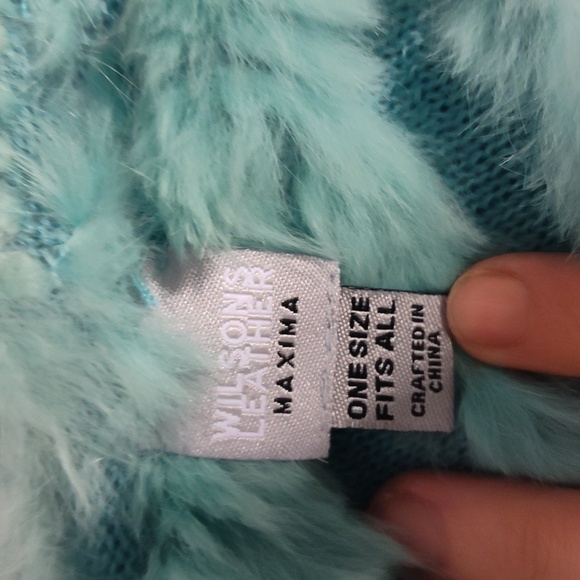 WILSONS
LEATHER
MAXIMA
ONE SIZE
FITS ALL
CRAFTED IN
CHINA